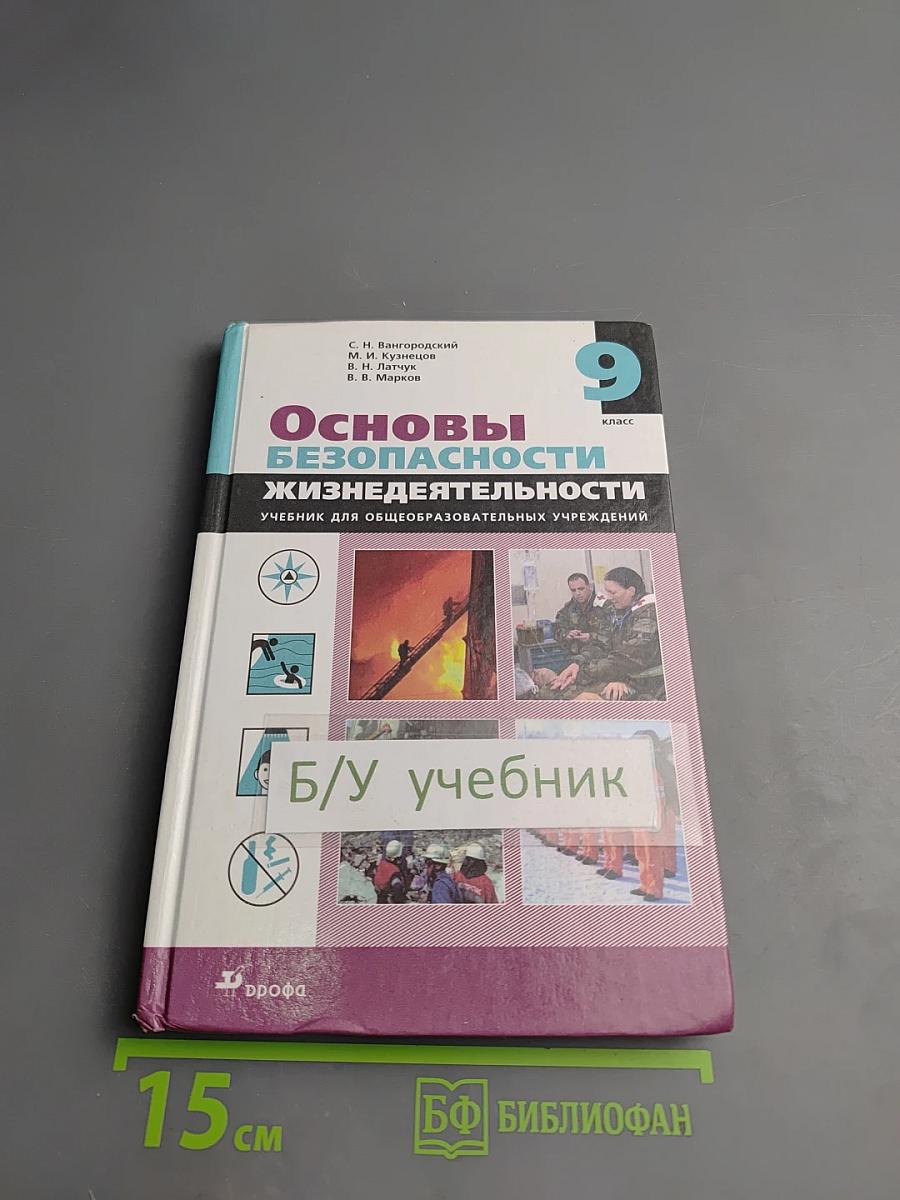 С. Н. Вангородский
М. И. Кузнецов
В. Н. Латчук
В. В. Марков
9
класс
Основы
БЕЗОПАСНОСТИ
ЖИЗНЕДЕЯТЕЛЬНОСТИ
УЧЕБНИК ДЛЯ ОБЩЕОБРАЗОВАТЕЛЬНЫХ УЧРЕЖДЕНИЙ
Б/У учебник
дрофа
15 см
БФ БИБЛИОФАН